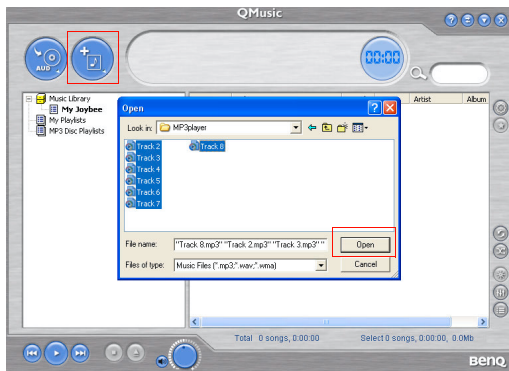 QMusic
AUD
00:00
Music Library
My Joybee
My Playlists
MP3 Disc Playlists
Artist Album
Open
Look in: MP3player
Track 2 Track 8
Track 3
Track 4
Track 5
Track 6
Track 7
File name: "Track 8.mp3" "Track 2.mp3" "Track 3.mp3" " Open
Files of type: Music Files (*.mp3;*.wav;*.wma) Cancel
Total 0 songs, 0:00:00 Select 0 songs, 0:00:00, 0.0Mb
BenQ